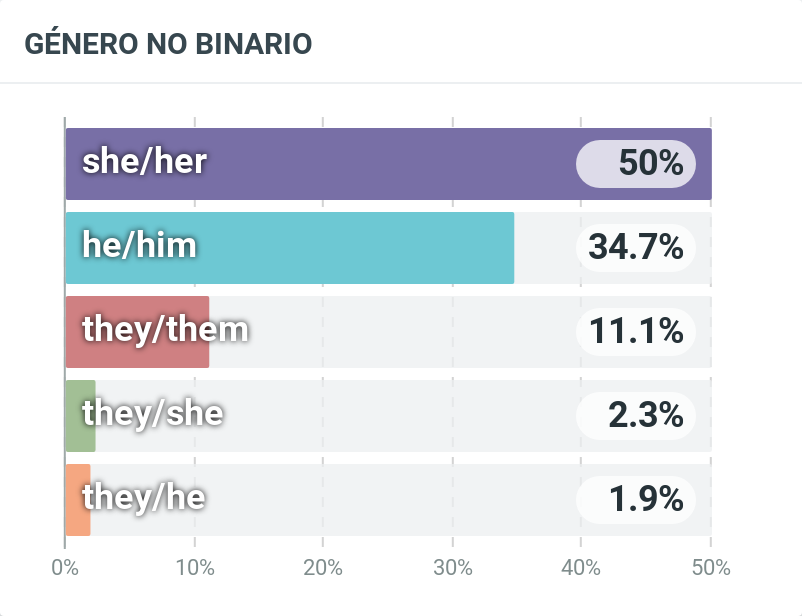 GÉNERO NO BINARIO
she/her 50%
he/him 34.7%
they/them 11.1%
they/she 2.3%
they/he 1.9%
0% 10% 20% 30% 40% 50%